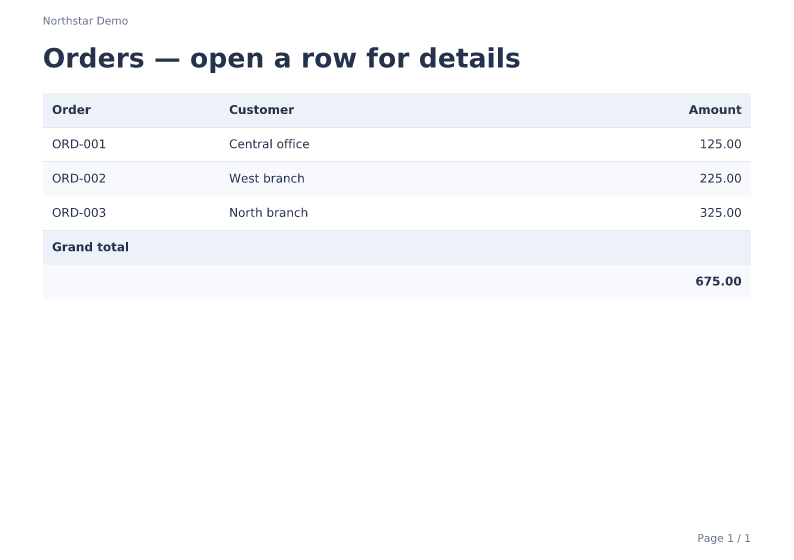 Northstar Demo
Orders — open a row for details
Order Customer Amount
ORD-001 Central office 125.00
ORD-002 West branch 225.00
ORD-003 North branch 325.00
Grand total
675.00
Page 1 / 1